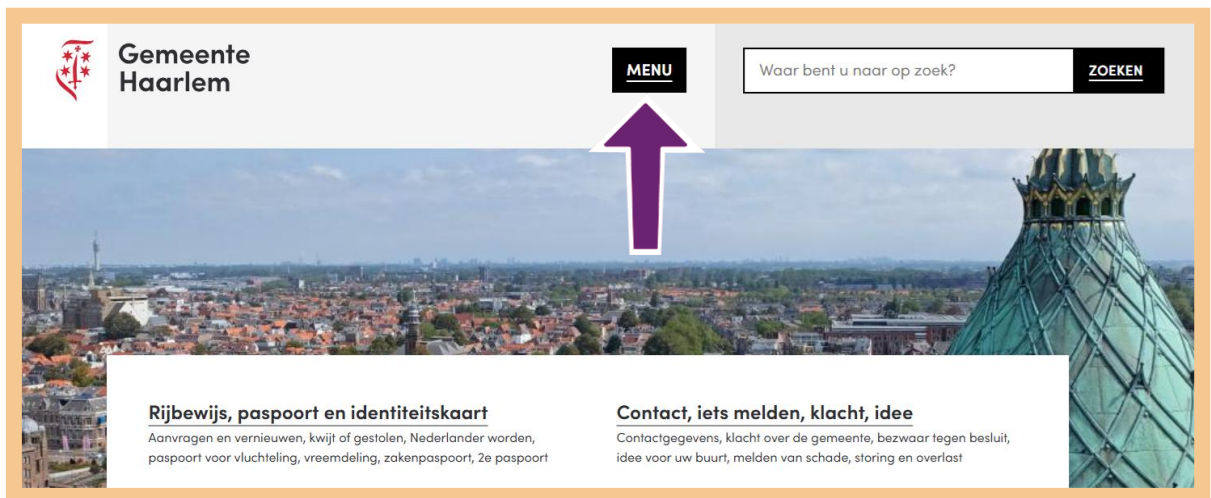 Gemeente
Haarlem
MENU
Waar bent u naar op zoek?
ZOEKEN
Rijbewijs, paspoort en identiteitskaart
Aanvragen en vernieuwen, kwijt of gestolen, Nederlander worden,
paspoort voor vluchteling, vreemdeling, zakenpaspoort, 2e paspoort
Contact, iets melden, klacht, idee
Contactgegevens, klacht over de gemeente, bezwaar tegen besluit,
idee voor uw buurt, melden van schade, storing en overlast